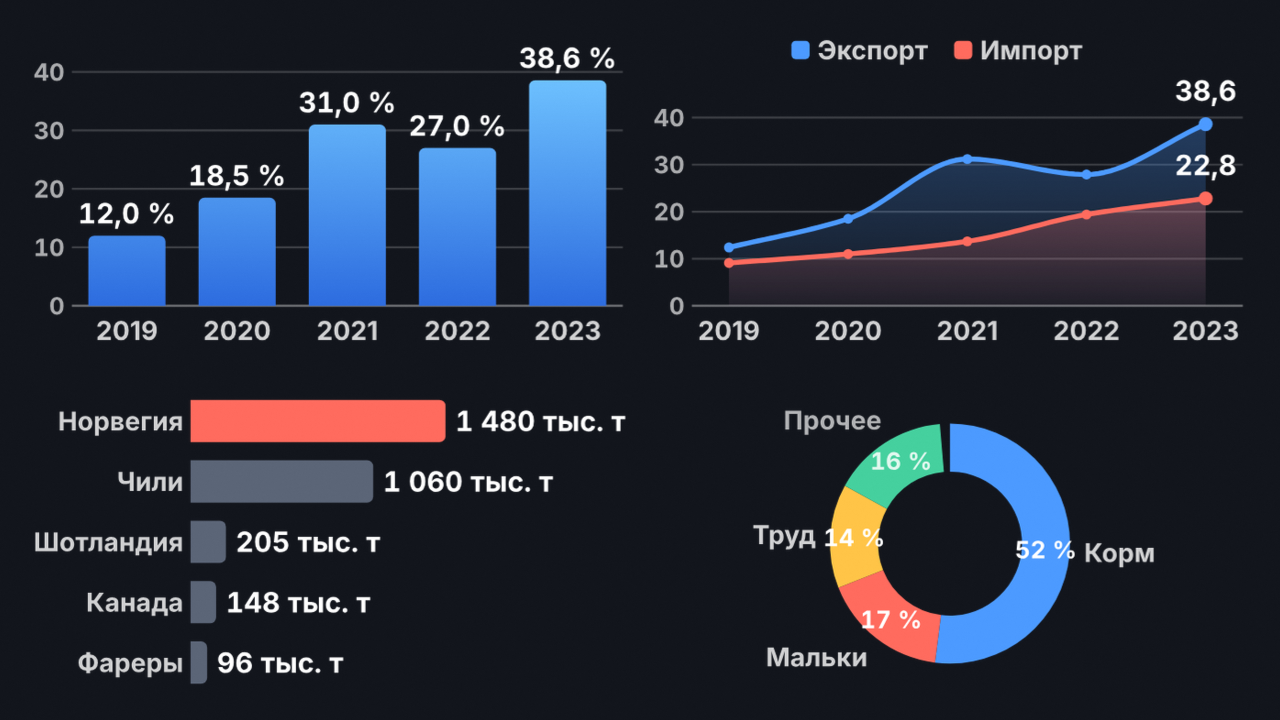 38,6 %
40
31,0 %
30
27,0 %
18,5 %
20
12,0 %
10
0
2019 2020 2021 2022 2023
Экспорт Импорт
38,6
40
30
22,8
20
10
0
2019 2020 2021 2022 2023
Норвегия 1 480 тыс. т
Чили 1 060 тыс. т
Шотландия 205 тыс. т
Канада 148 тыс. т
Фареры 96 тыс. т
Прочее
16 %
Труд 14 %
52 % Корм
17 %
Мальки